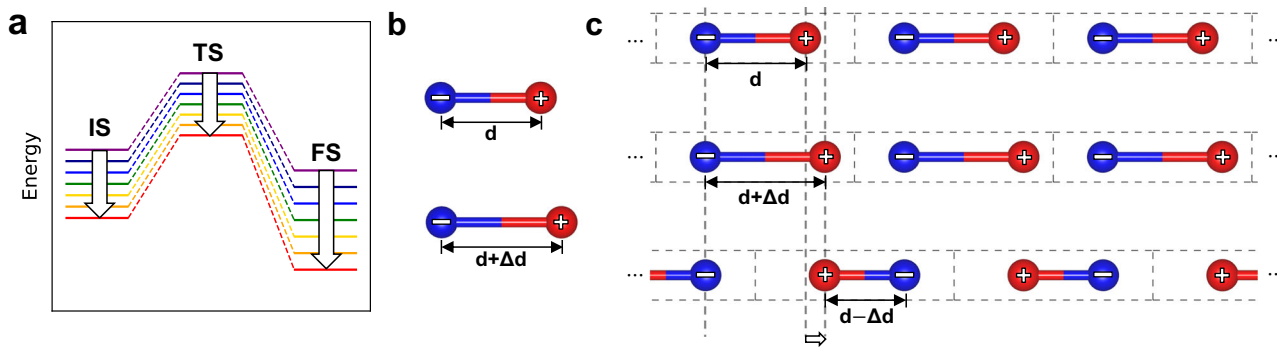 a
Energy
IS
TS
FS
b
− +
d
− +
d+Δd
c
... − + − + − + ...
d
... − + − + − + ...
d+Δd
... − + − + − + ...
d−Δd